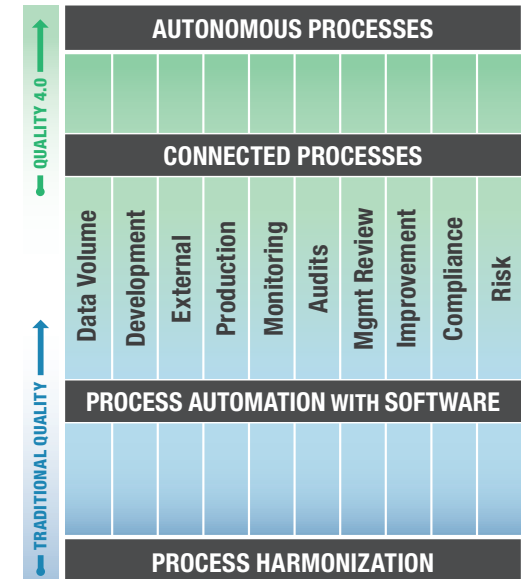 AUTONOMOUS PROCESSES
QUALITY 4.0
CONNECTED PROCESSES
Data Volume
Development
External
Production
Monitoring
Audits
Mgmt Review
Improvement
Compliance
Risk
TRADITIONAL QUALITY
PROCESS AUTOMATION WITH SOFTWARE
PROCESS HARMONIZATION